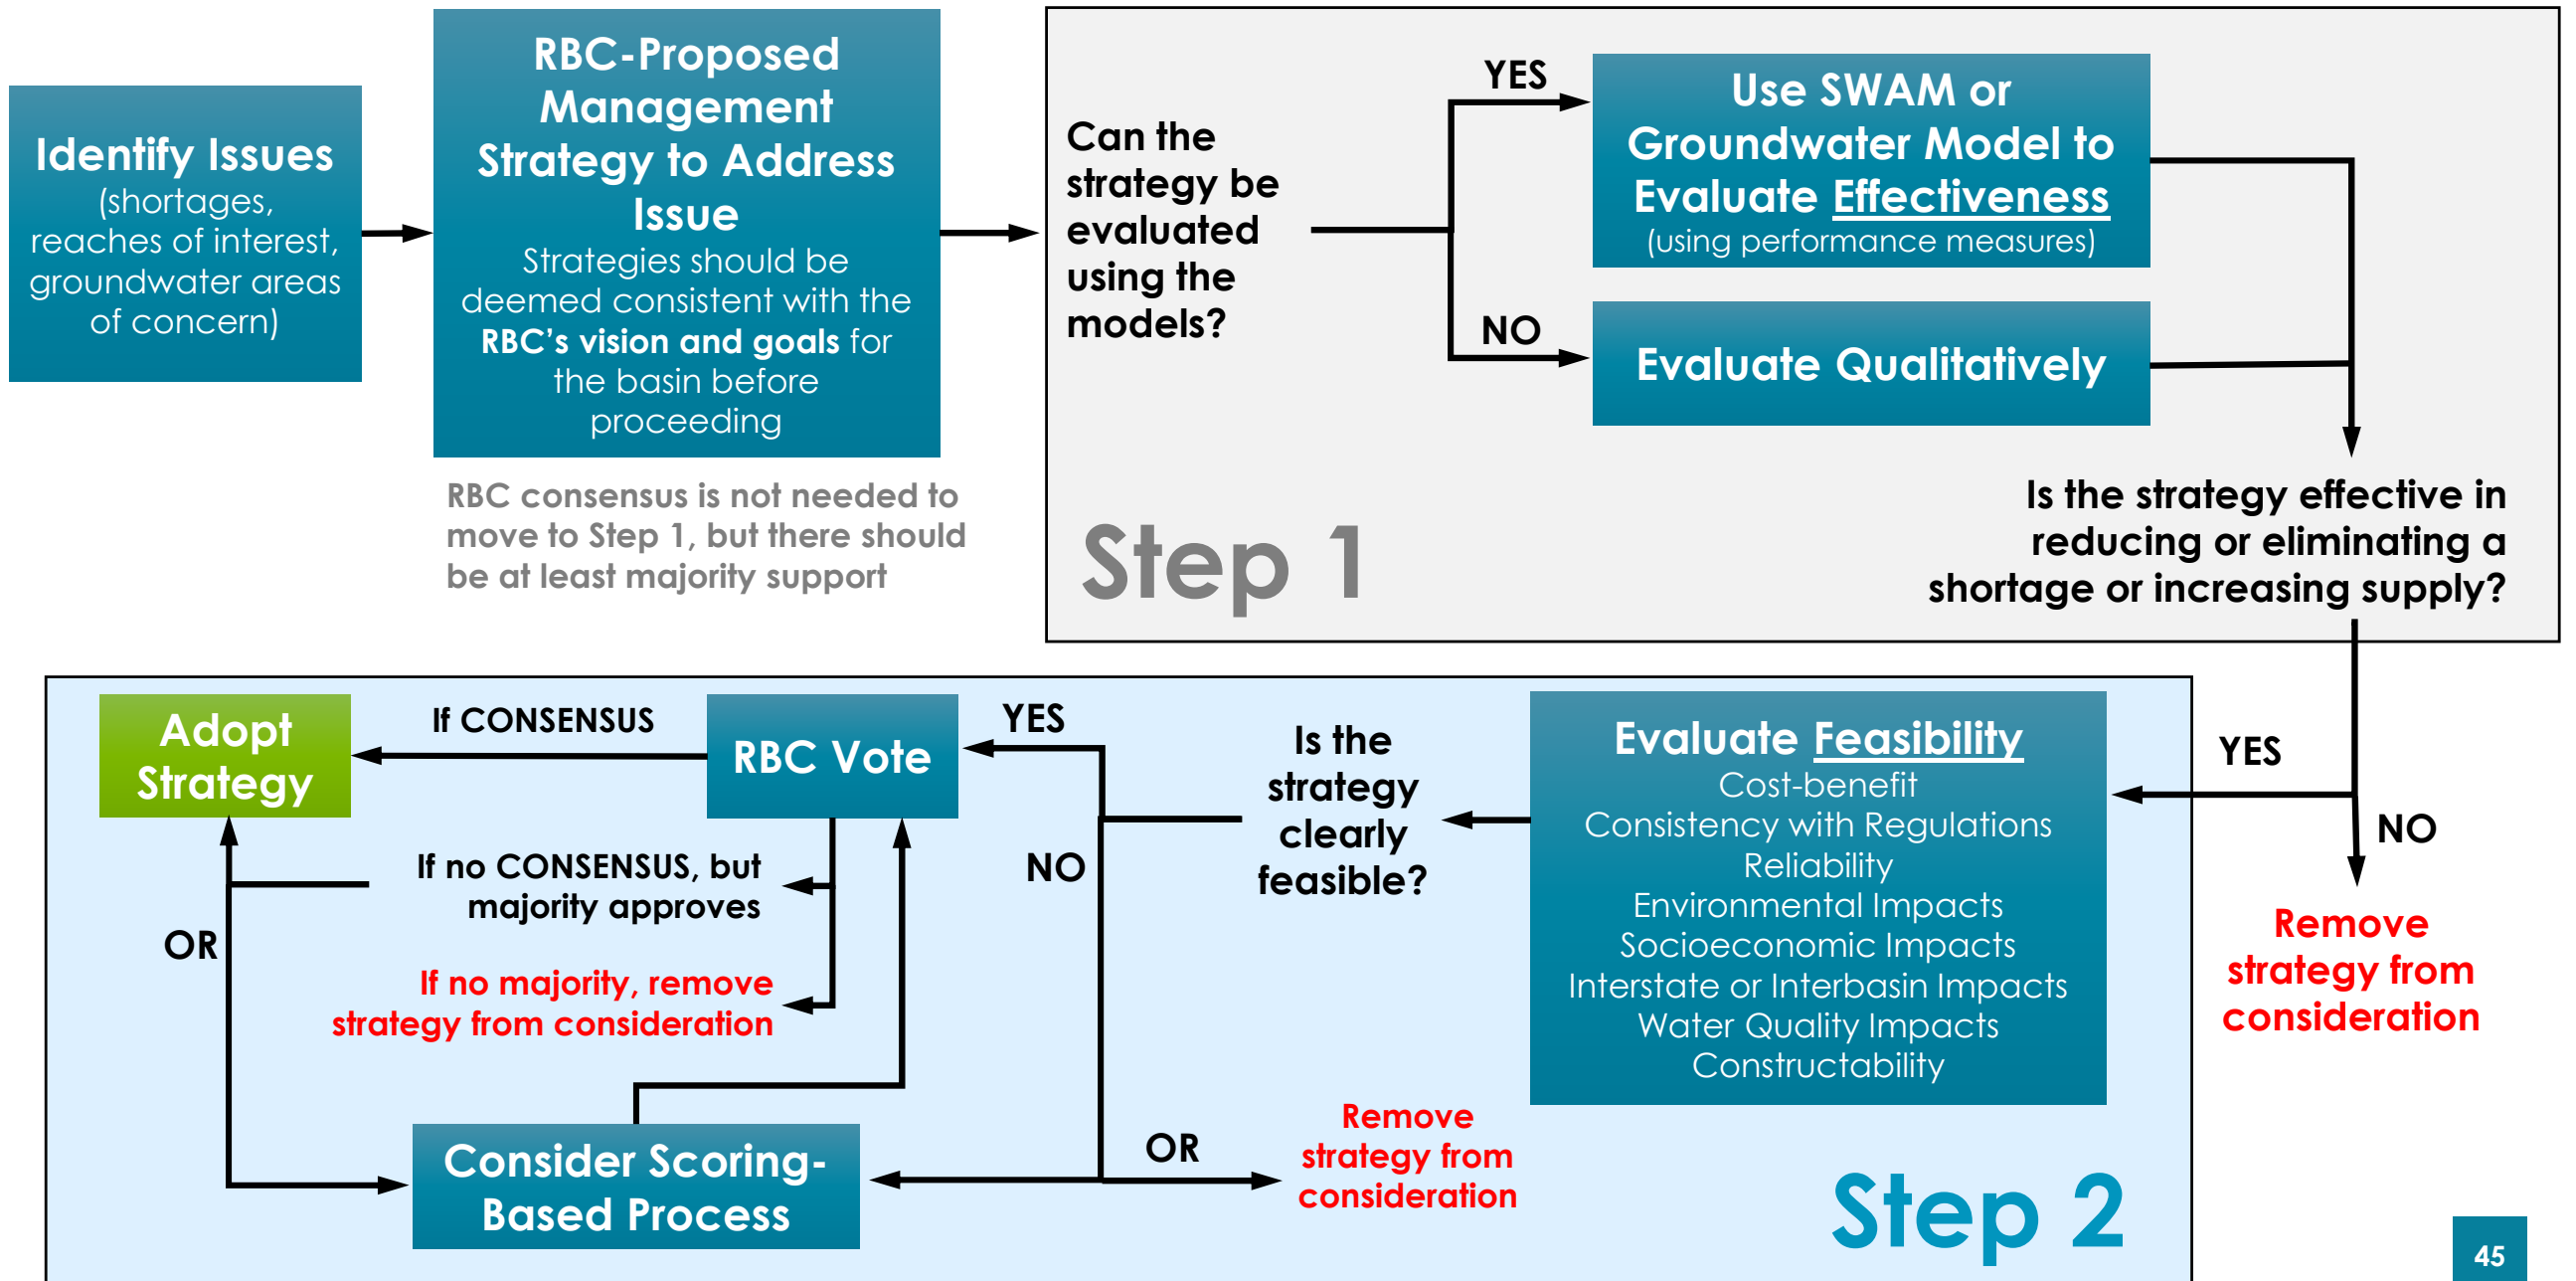 Identify Issues
(shortages,
reaches of interest,
groundwater areas
of concern)
RBC-Proposed
Management
Strategy to Address
Issue
Strategies should be
deemed consistent with the
RBC’s vision and goals for
the basin before
proceeding
RBC consensus is not needed to
move to Step 1, but there should
be at least majority support
Can the
strategy be
evaluated
using the
models?
YES
NO
Use SWAM or
Groundwater Model to
Evaluate Effectiveness
(using performance measures)
Evaluate Qualitatively
Is the strategy effective in
reducing or eliminating a
shortage or increasing supply?
Step 1
YES
NO
Remove
strategy from
consideration
Evaluate Feasibility
Cost-benefit
Consistency with Regulations
Reliability
Environmental Impacts
Socioeconomic Impacts
Interstate or Interbasin Impacts
Water Quality Impacts
Constructability
Is the
strategy
clearly
feasible?
YES
NO
OR
Remove
strategy from
consideration
RBC Vote
If CONSENSUS
Adopt
Strategy
If no CONSENSUS, but
majority approves
If no majority, remove
strategy from consideration
OR
Consider Scoring-
Based Process
Step 2
45